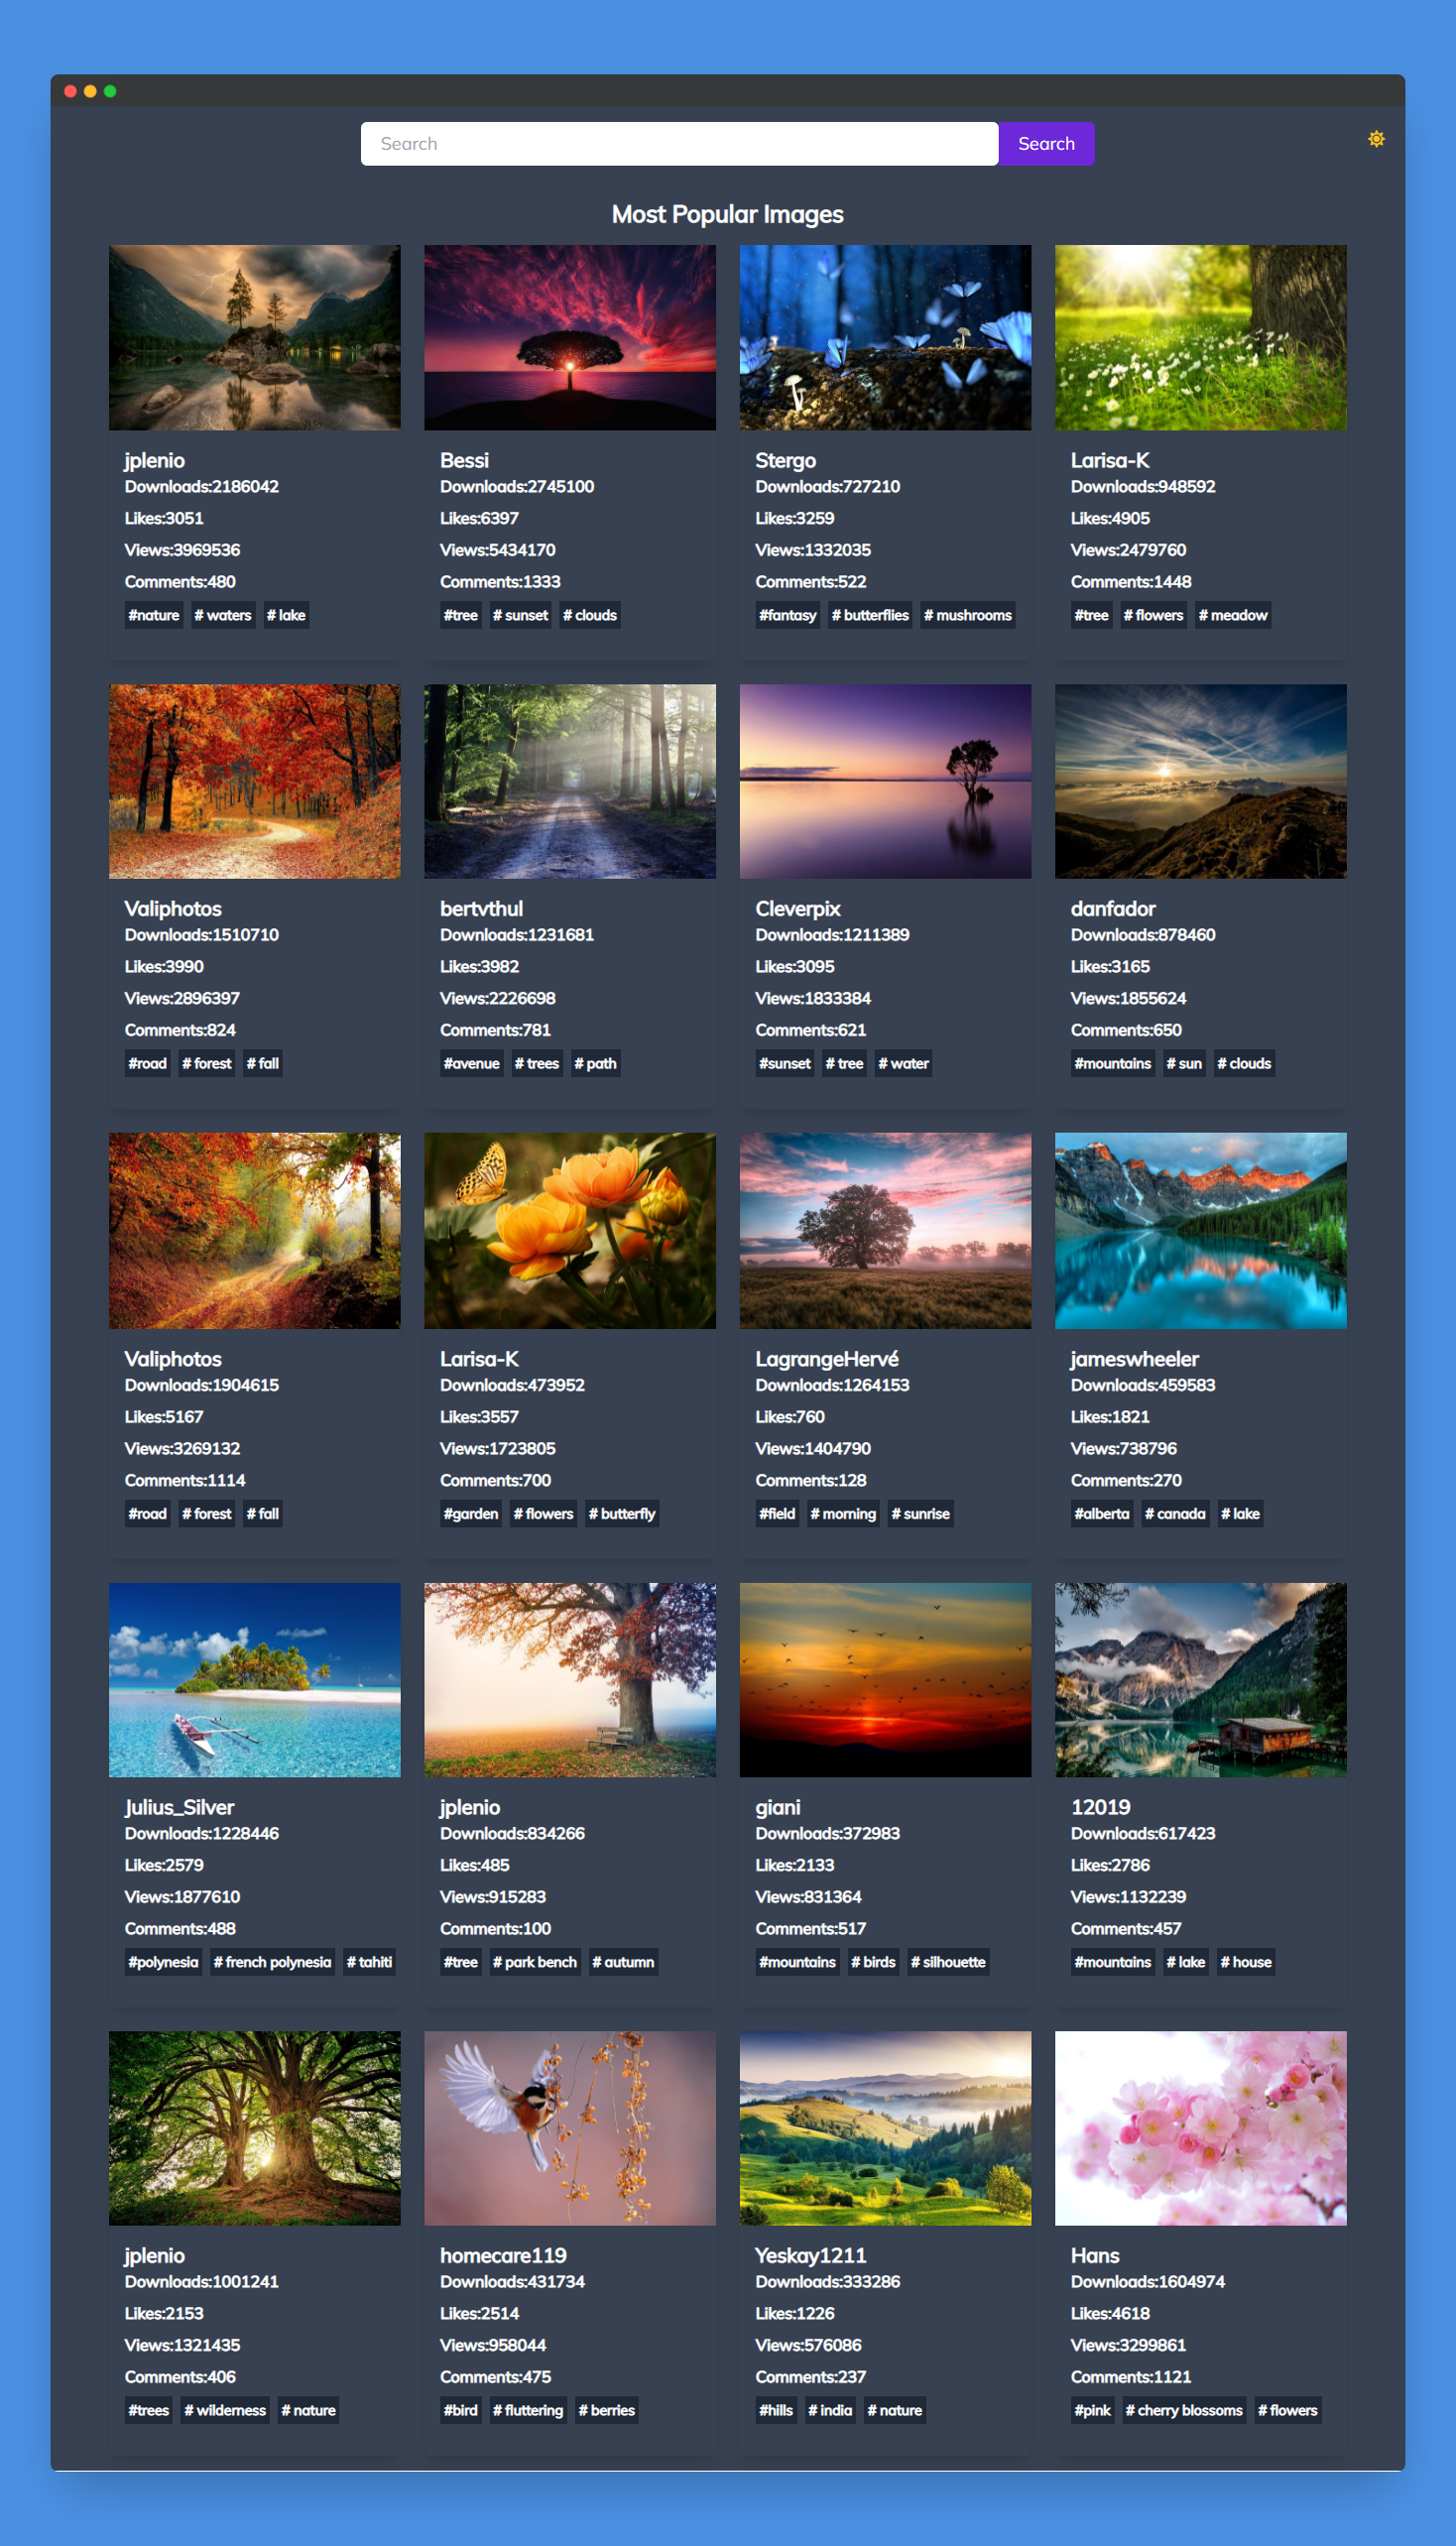 Search
Search
Most Popular Images
jplenio
Downloads:2186042
Likes:3051
Views:3969536
Comments:480
#nature # waters # lake
Bessi
Downloads:2745100
Likes:6397
Views:5434170
Comments:1333
#tree # sunset # clouds
Stergo
Downloads:727210
Likes:3259
Views:1332035
Comments:522
#fantasy # butterflies # mushrooms
Larisa-K
Downloads:948592
Likes:4905
Views:2479760
Comments:1448
#tree # flowers # meadow
Valiphotos
Downloads:1510710
Likes:3990
Views:2896397
Comments:824
#road # forest # fall
bertvthul
Downloads:1231681
Likes:3982
Views:2226698
Comments:781
#avenue # trees # path
Cleverpix
Downloads:1211389
Likes:3095
Views:1833384
Comments:621
#sunset # tree # water
danfador
Downloads:878460
Likes:3165
Views:1855624
Comments:650
#mountains # sun # clouds
Valiphotos
Downloads:1904615
Likes:5167
Views:3269132
Comments:1114
#road # forest # fall
Larisa-K
Downloads:473952
Likes:3557
Views:1723805
Comments:700
#garden # flowers # butterfly
LagrangeHervé
Downloads:1264153
Likes:760
Views:1404790
Comments:128
#field # morning # sunrise
jameswheeler
Downloads:459583
Likes:1821
Views:738796
Comments:270
#alberta # canada # lake
Julius_Silver
Downloads:1228446
Likes:2579
Views:1877610
Comments:488
#polynesia # french polynesia # tahiti
jplenio
Downloads:834266
Likes:485
Views:915283
Comments:100
#tree # park bench # autumn
giani
Downloads:372983
Likes:2133
Views:831364
Comments:517
#mountains # birds # silhouette
12019
Downloads:617423
Likes:2786
Views:1132239
Comments:457
#mountains # lake # house
jplenio
Downloads:1001241
Likes:2153
Views:1321435
Comments:406
#trees # wilderness # nature
homecare119
Downloads:431734
Likes:2514
Views:958044
Comments:475
#bird # fluttering # berries
Yeskay1211
Downloads:333286
Likes:1226
Views:576086
Comments:237
#hills # india # nature
Hans
Downloads:1604974
Likes:4618
Views:3299861
Comments:1121
#pink # cherry blossoms # flowers